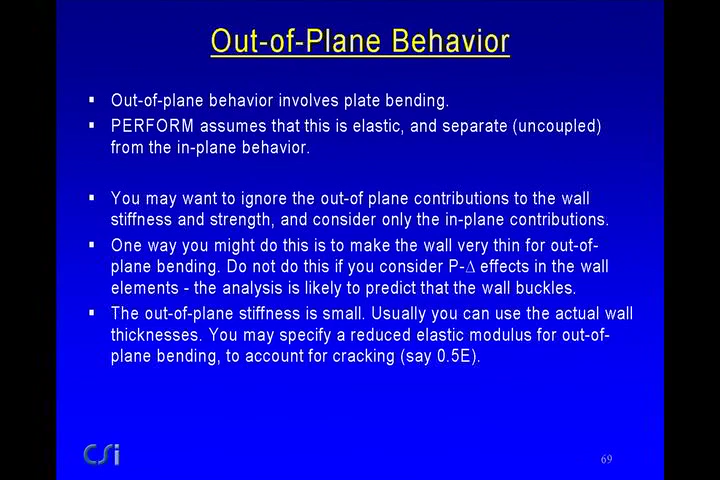 Out-of-Plane Behavior
▪ Out-of-plane behavior involves plate bending.
▪ PERFORM assumes that this is elastic, and separate (uncoupled)
from the in-plane behavior.
▪ You may want to ignore the out-of plane contributions to the wall
stiffness and strength, and consider only the in-plane contributions.
▪ One way you might do this is to make the wall very thin for out-of-
plane bending. Do not do this if you consider P-Δ effects in the wall
elements - the analysis is likely to predict that the wall buckles.
▪ The out-of-plane stiffness is small. Usually you can use the actual wall
thicknesses. You may specify a reduced elastic modulus for out-of-
plane bending, to account for cracking (say 0.5E).
CSi
69